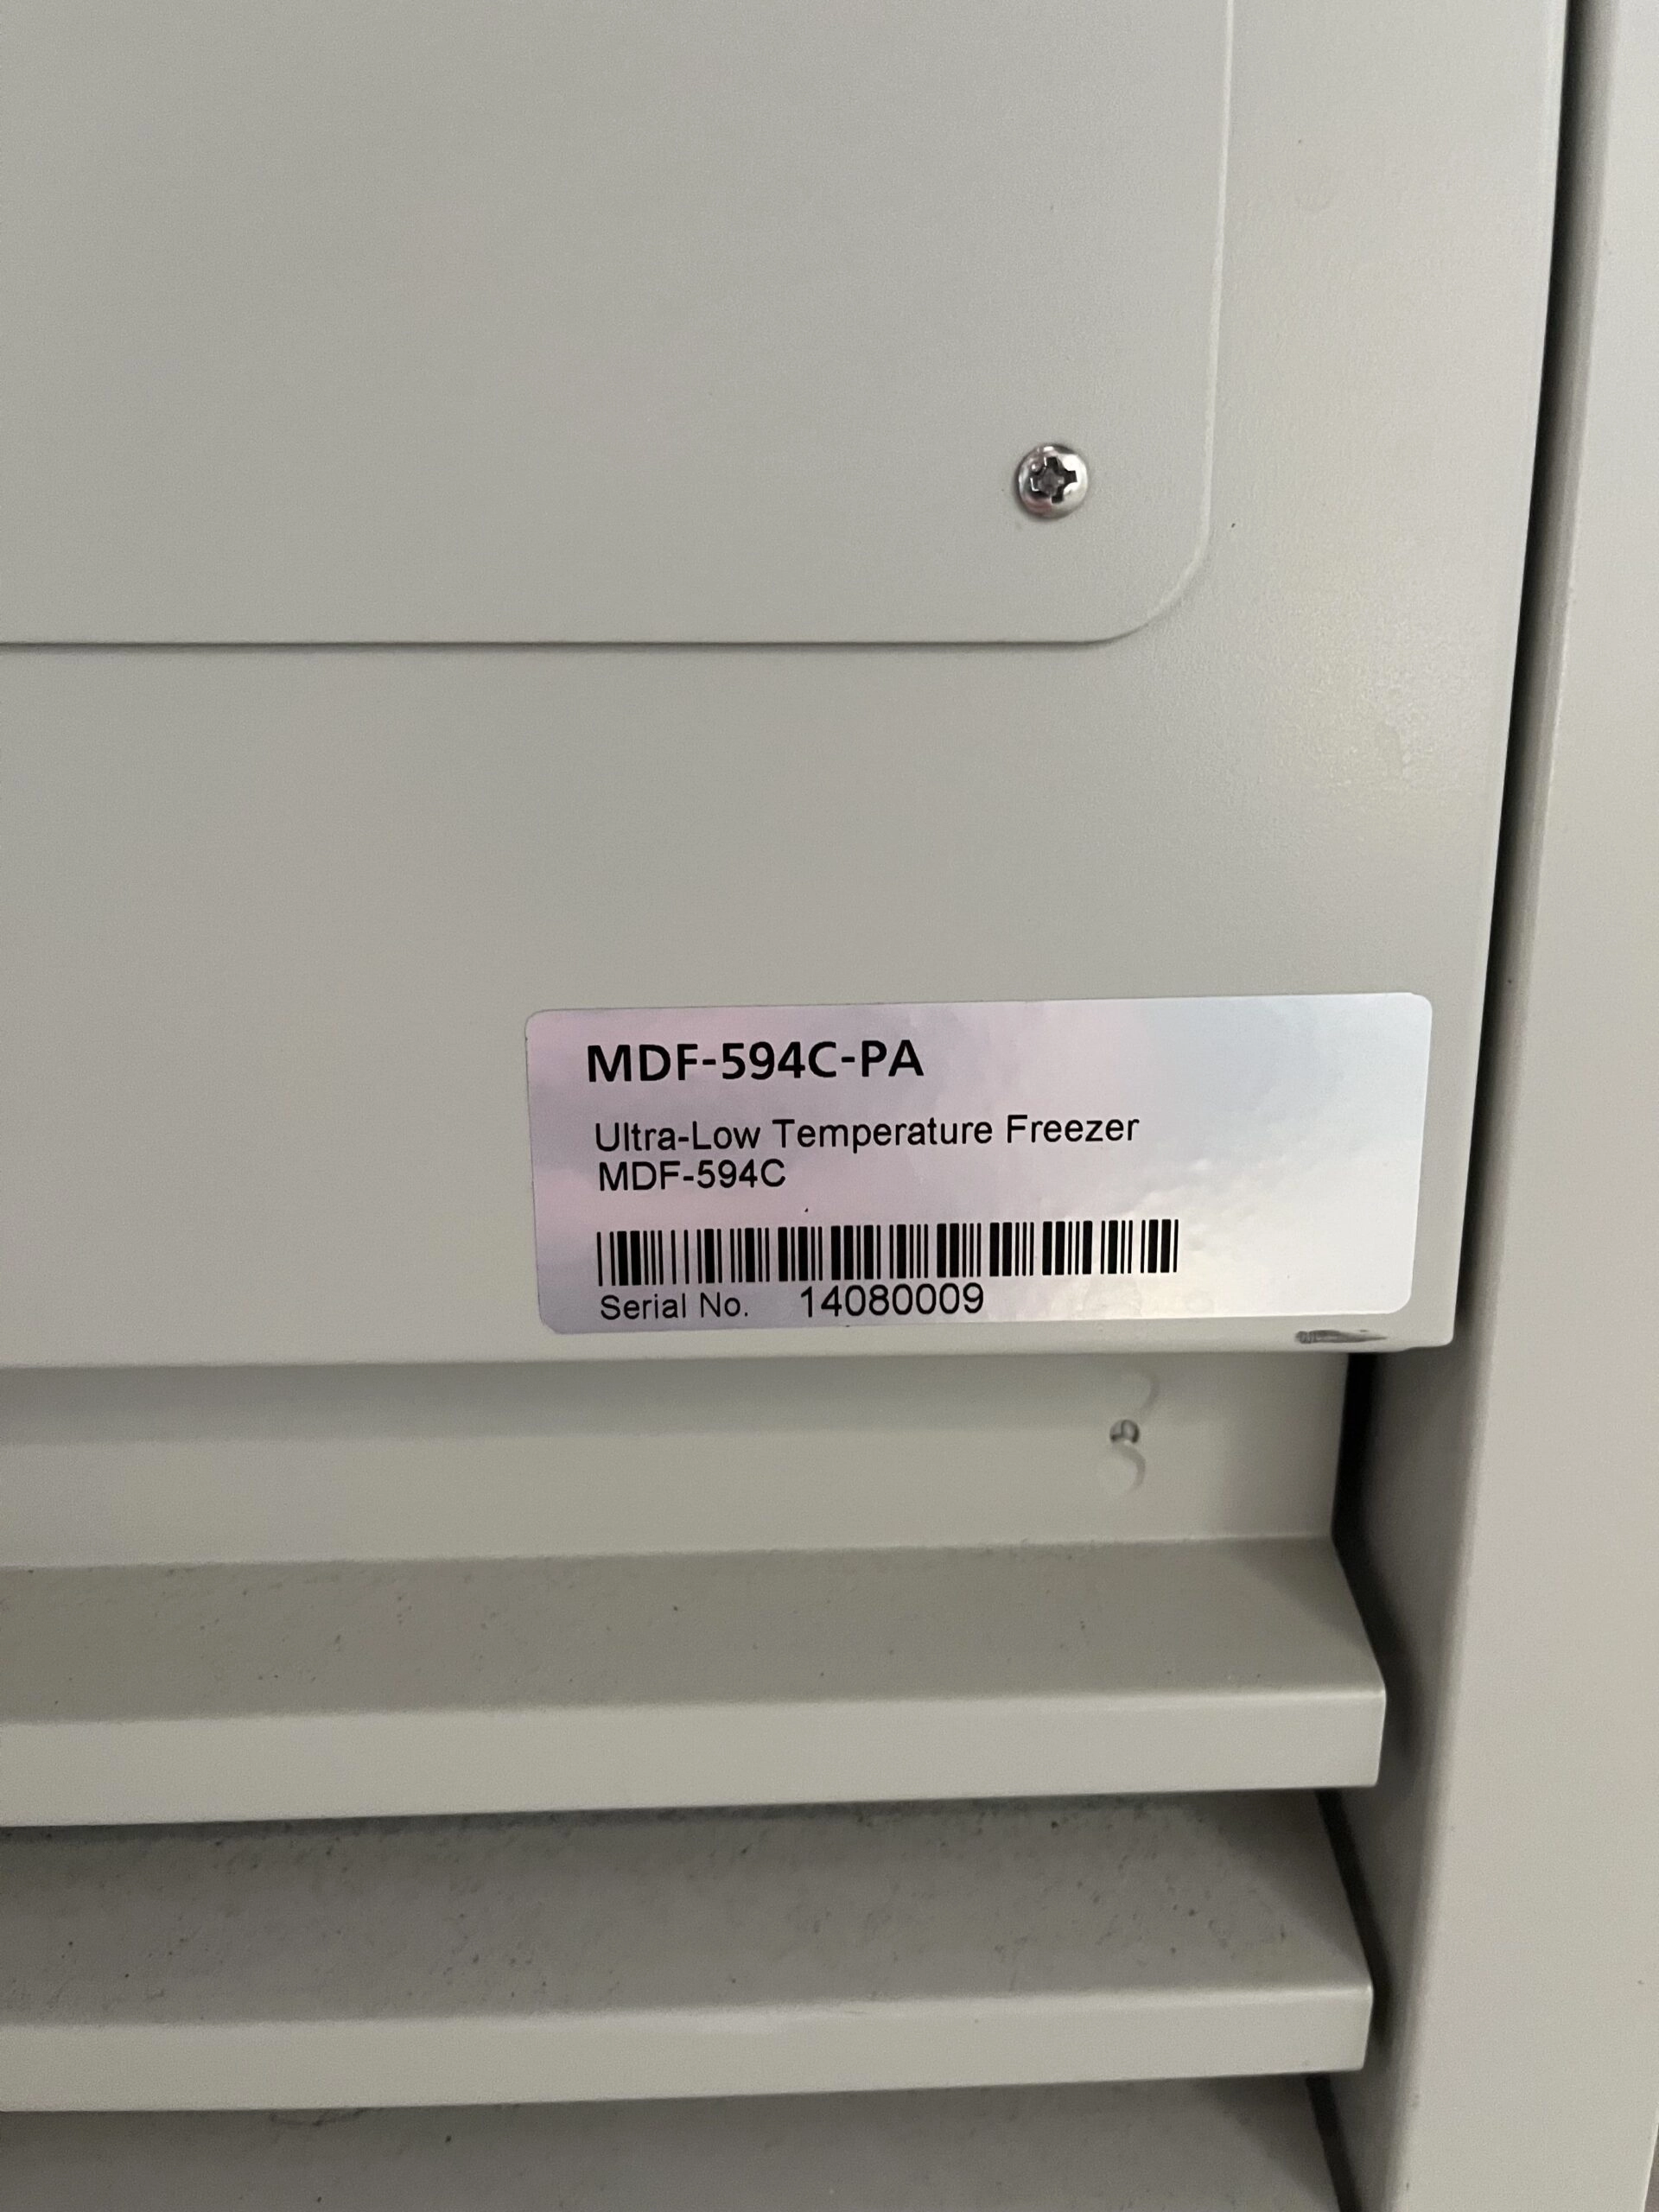 MDF-594C-PA
Ultra-Low Temperature Freezer
MDF-594C
Serial No. 14080009